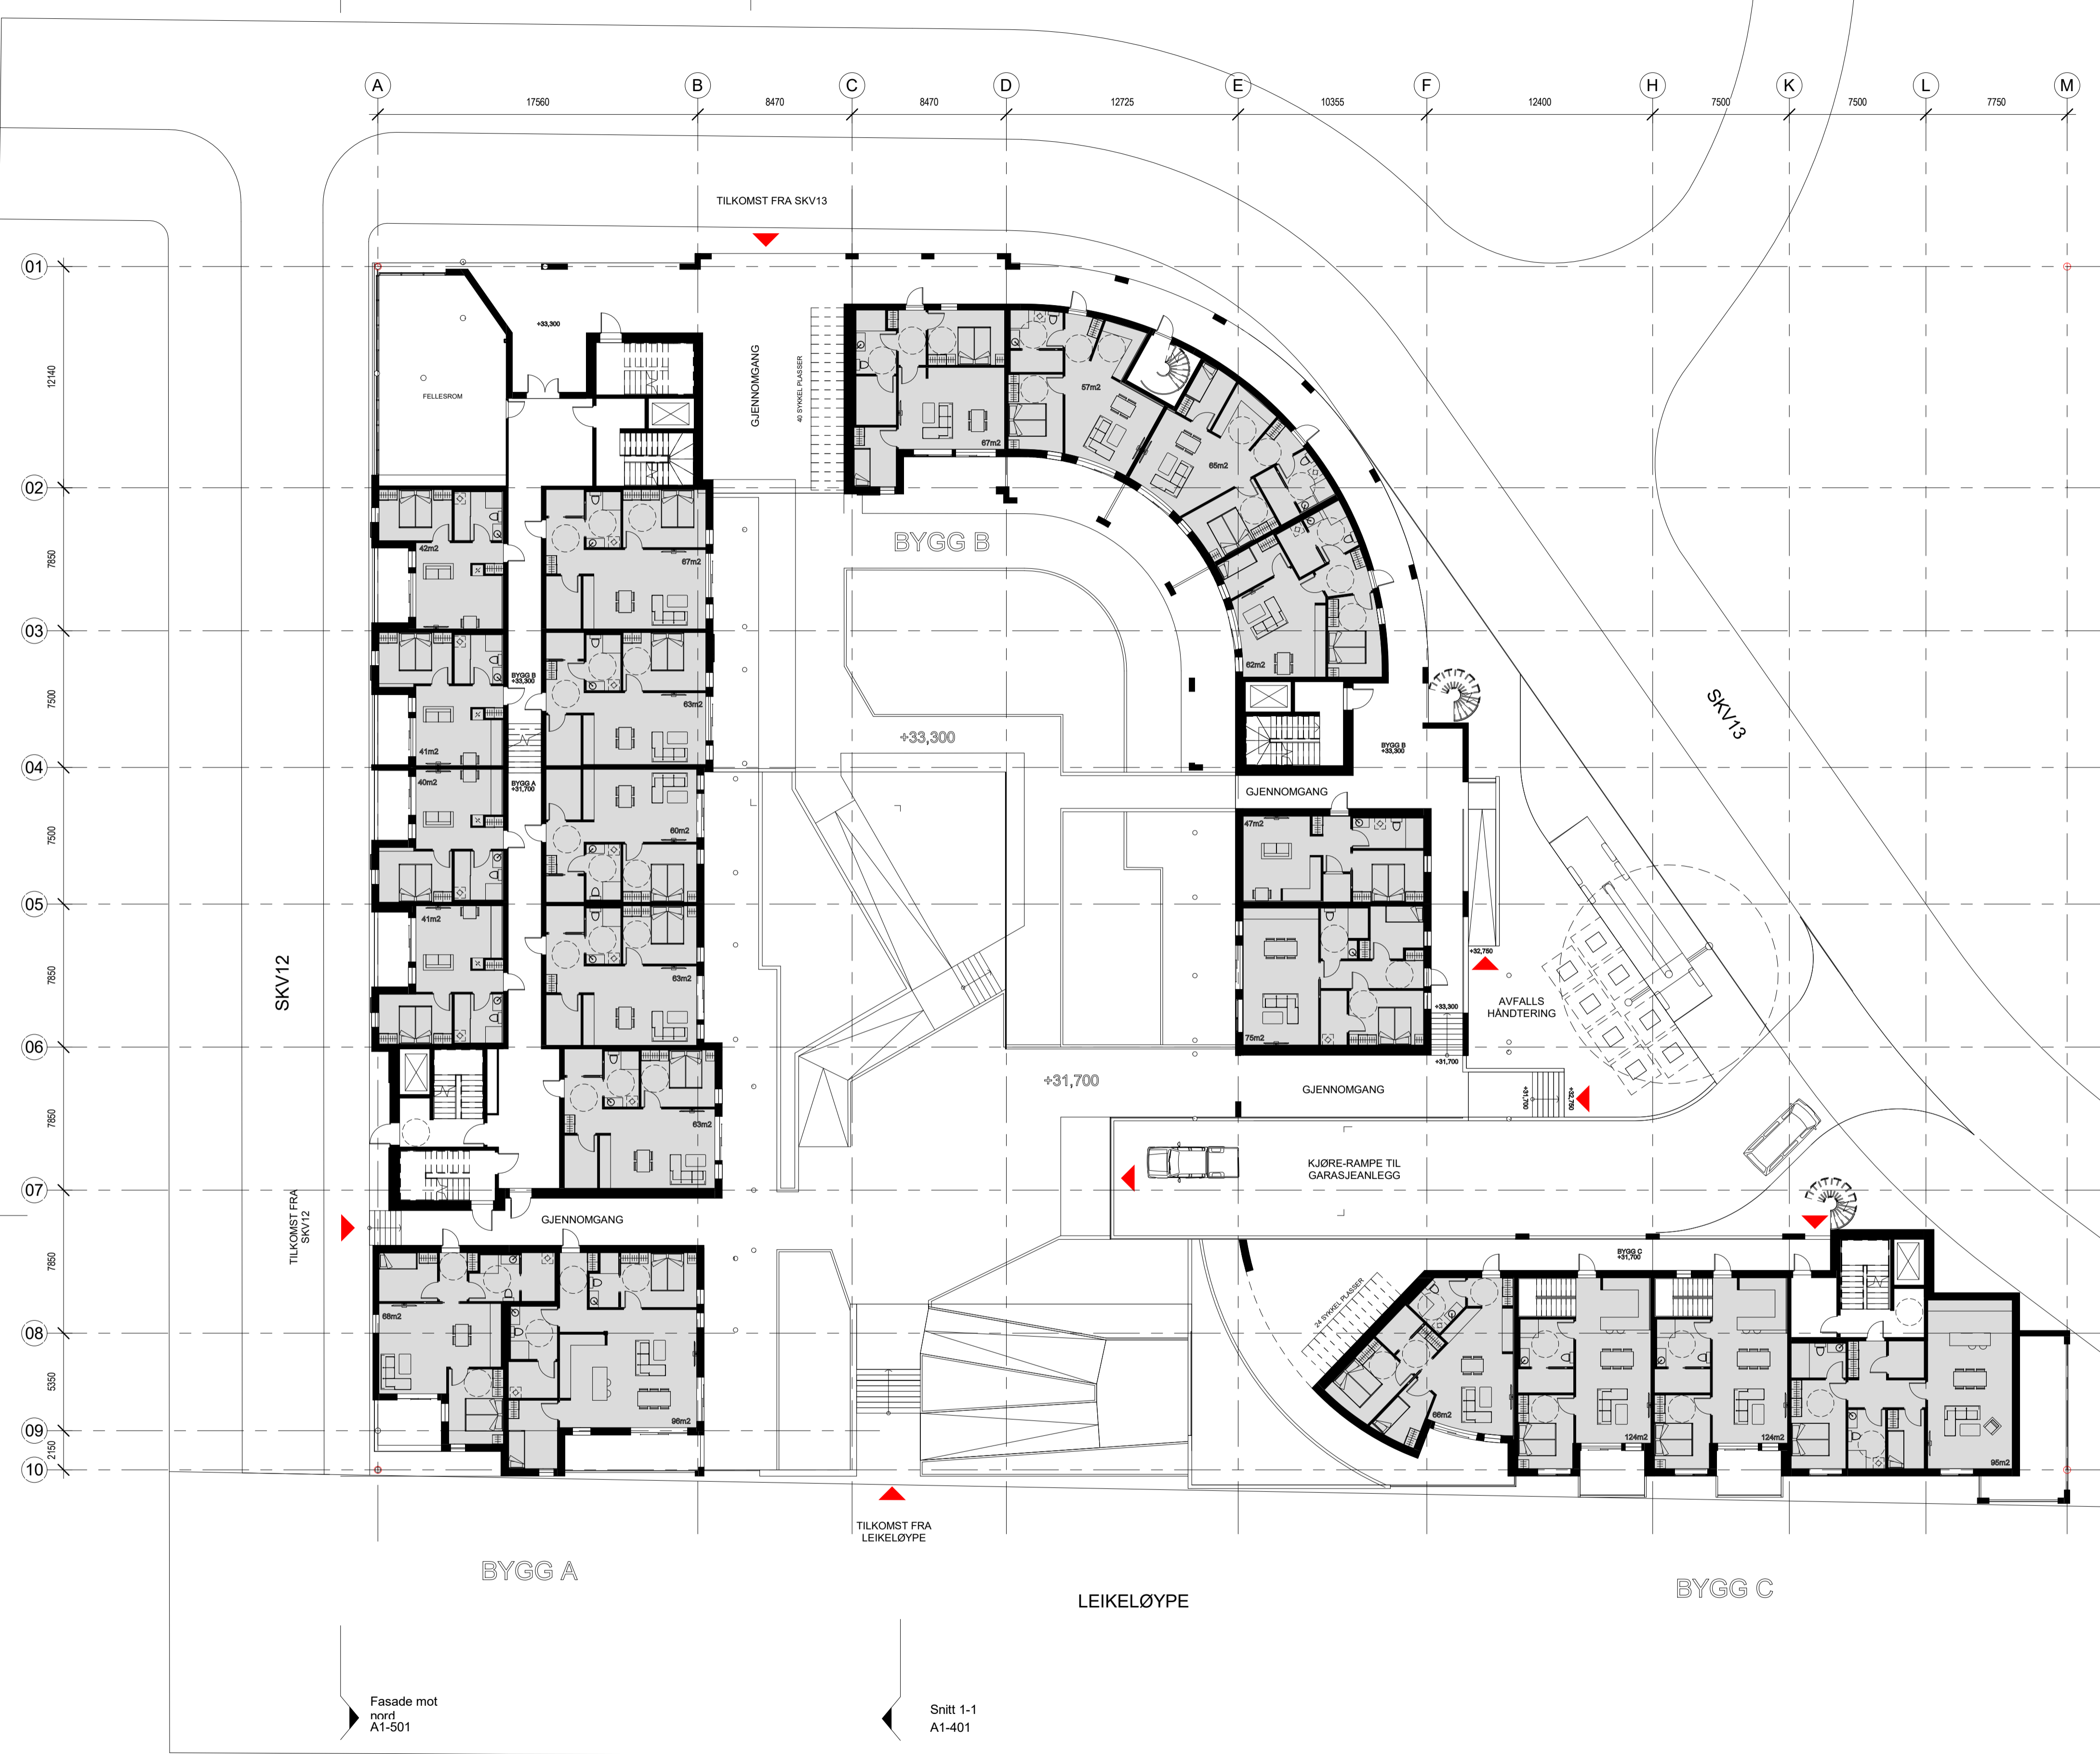 A
B
C
D
E
F
H
K
L
M
17560
8470
8470
12725
10355
12400
7500
7500
7750
TILKOMST FRA SKV13
01
02
03
04
05
06
07
08
09
10
12140
7850
7500
7500
7850
7850
7850
5350
2150
+33,300
FELLESROM
GJENNOMGANG
40 SYKKEL PLASSER
67m2
57m2
65m2
62m2
BYGG B
42m2
67m2
BYGG B
+33,300
41m2
63m2
BYGG A
+31,700
40m2
60m2
41m2
63m2
63m2
+33,300
BYGG B
+33,300
GJENNOMGANG
47m2
75m2
+32,750
+33,300
+31,700
AVFALLS
HÅNDTERING
SKV13
SKV12
+31,700
GJENNOMGANG
+31,700
+32,750
KJØRE-RAMPE TIL
GARASJEANLEGG
TILKOMST FRA
SKV12
GJENNOMGANG
68m2
96m2
BYGG C
+31,700
24 SYKKEL PLASSER
66m2
124m2
124m2
95m2
TILKOMST FRA
LEIKELØYPE
BYGG A
LEIKELØYPE
BYGG C
Fasade mot
nord
A1-501
Snitt 1-1
A1-401